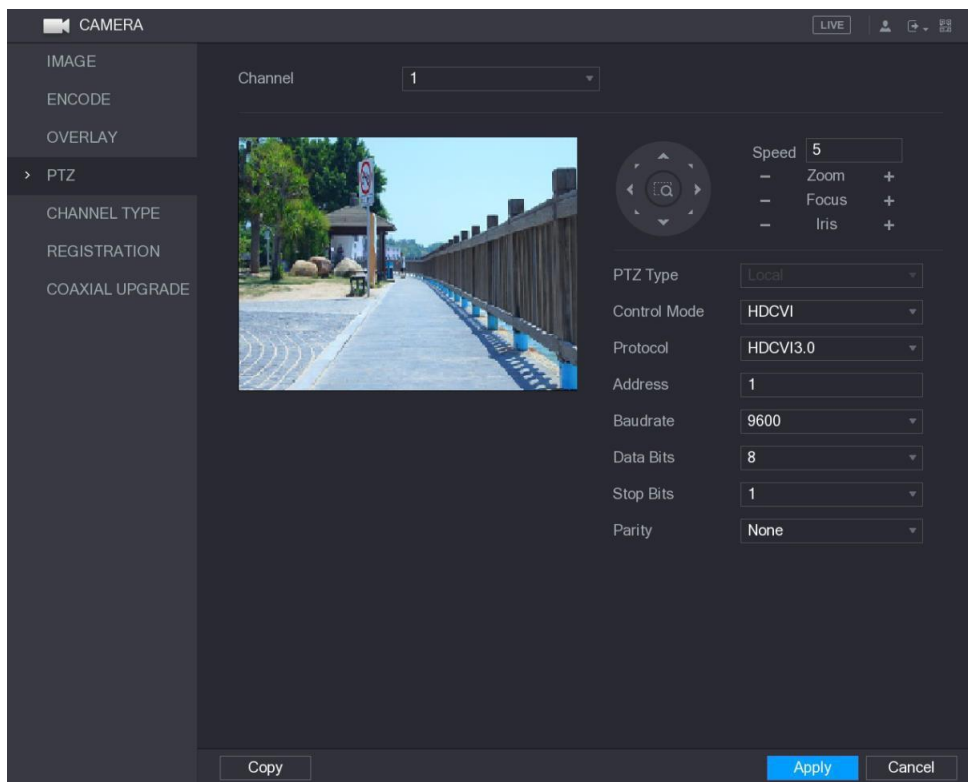 CAMERA
LIVE
IMAGE
ENCODE
OVERLAY
PTZ
CHANNEL TYPE
REGISTRATION
COAXIAL UPGRADE
Channel 1
Speed 5
− Zoom +
− Focus +
− Iris +
PTZ Type Local
Control Mode HDCVI
Protocol HDCVI3.0
Address 1
Baudrate 9600
Data Bits 8
Stop Bits 1
Parity None
Copy Apply Cancel